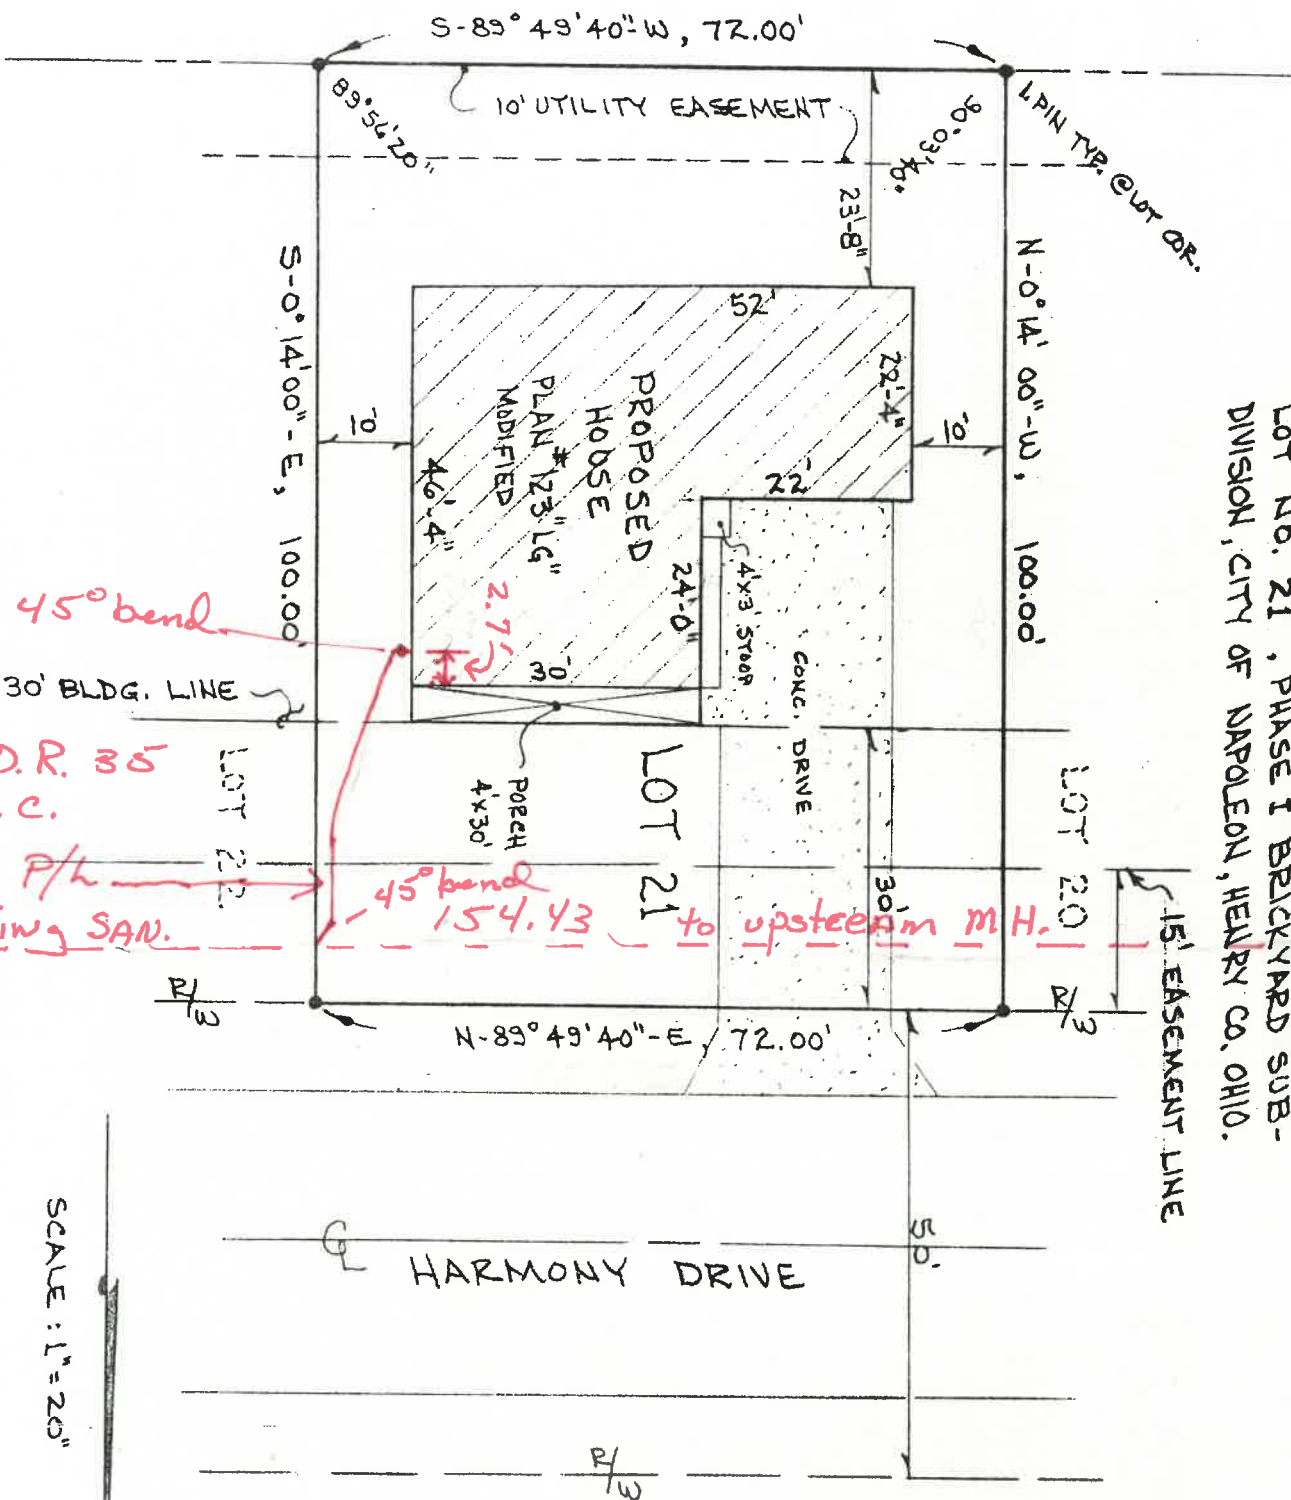 S-89°49'40"-W, 72.00'
10' UTILITY EASEMENT
89°56'20"
90°03'40"
I.PIN TYP. @ LOT COR.
23'-8"
S-0°14'00"-E, 100.00'
N-0°14'00"-W, 100.00'
LOT NO. 21, PHASE I BRICKYARD SUB-
DIVISION, CITY OF NAPOLEON, HENRY CO. OHIO.
52'
22'-4"
10'
10'
PROPOSED
HOUSE
PLAN #123"LG"
MODIFIED
46'-4"
22'
24'-0"
4'x3' STOOP
CONC. DRIVE
45° bend
2.7'
30'
30' BLDG. LINE
PORCH
4'x30'
LOT 22
LOT 21
LOT 20
D.R. 35
.C.
P/L
45° bend
ing SAN.
154.43 to upsteam M.H.
30'
15' EASEMENT LINE
R/W
R/W
N-89°49'40"-E, 72.00'
50'
CL
HARMONY DRIVE
SCALE: 1"=20"
R/W